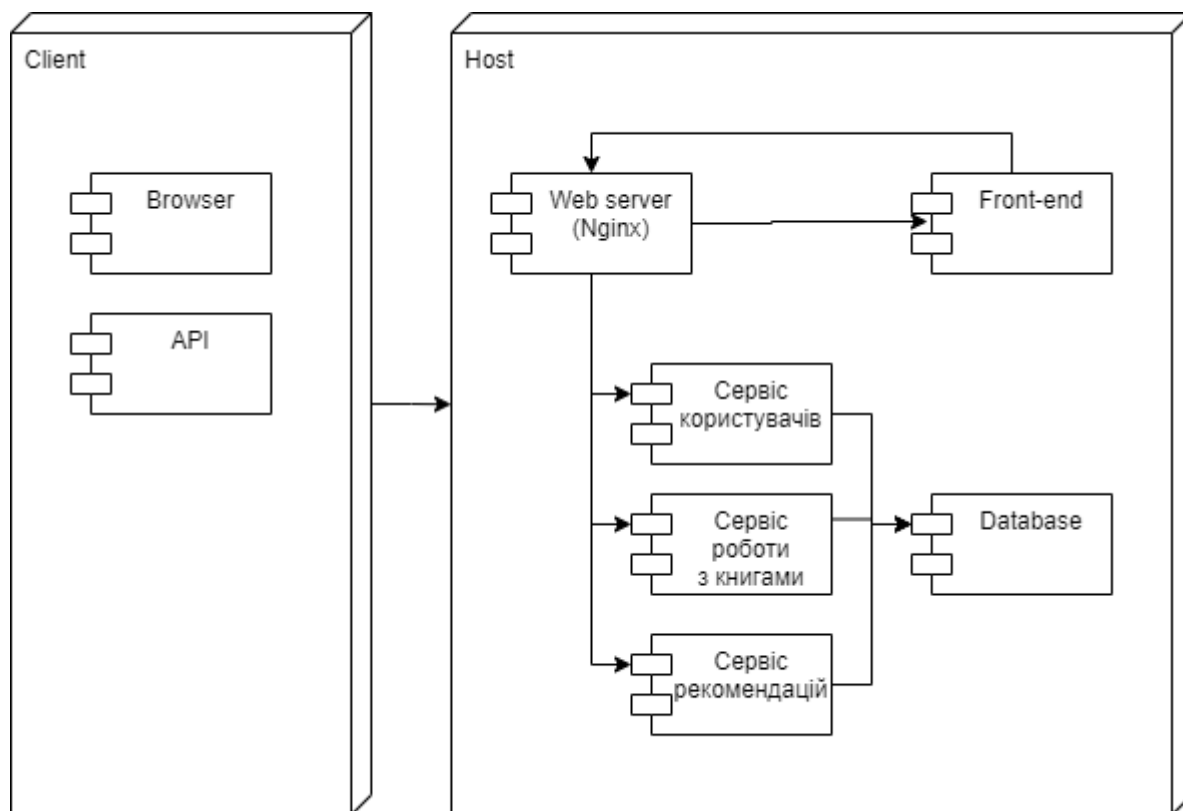 Client
Browser
API
Host
Web server
(Nginx)
Front-end
Сервіс
користувачів
Сервіс
роботи
з книгами
Database
Сервіс
рекомендацій